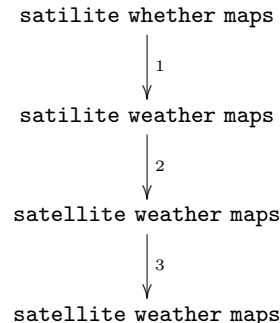 satilite whether maps
1
satilite weather maps
2
satellite weather maps
3
satellite weather maps